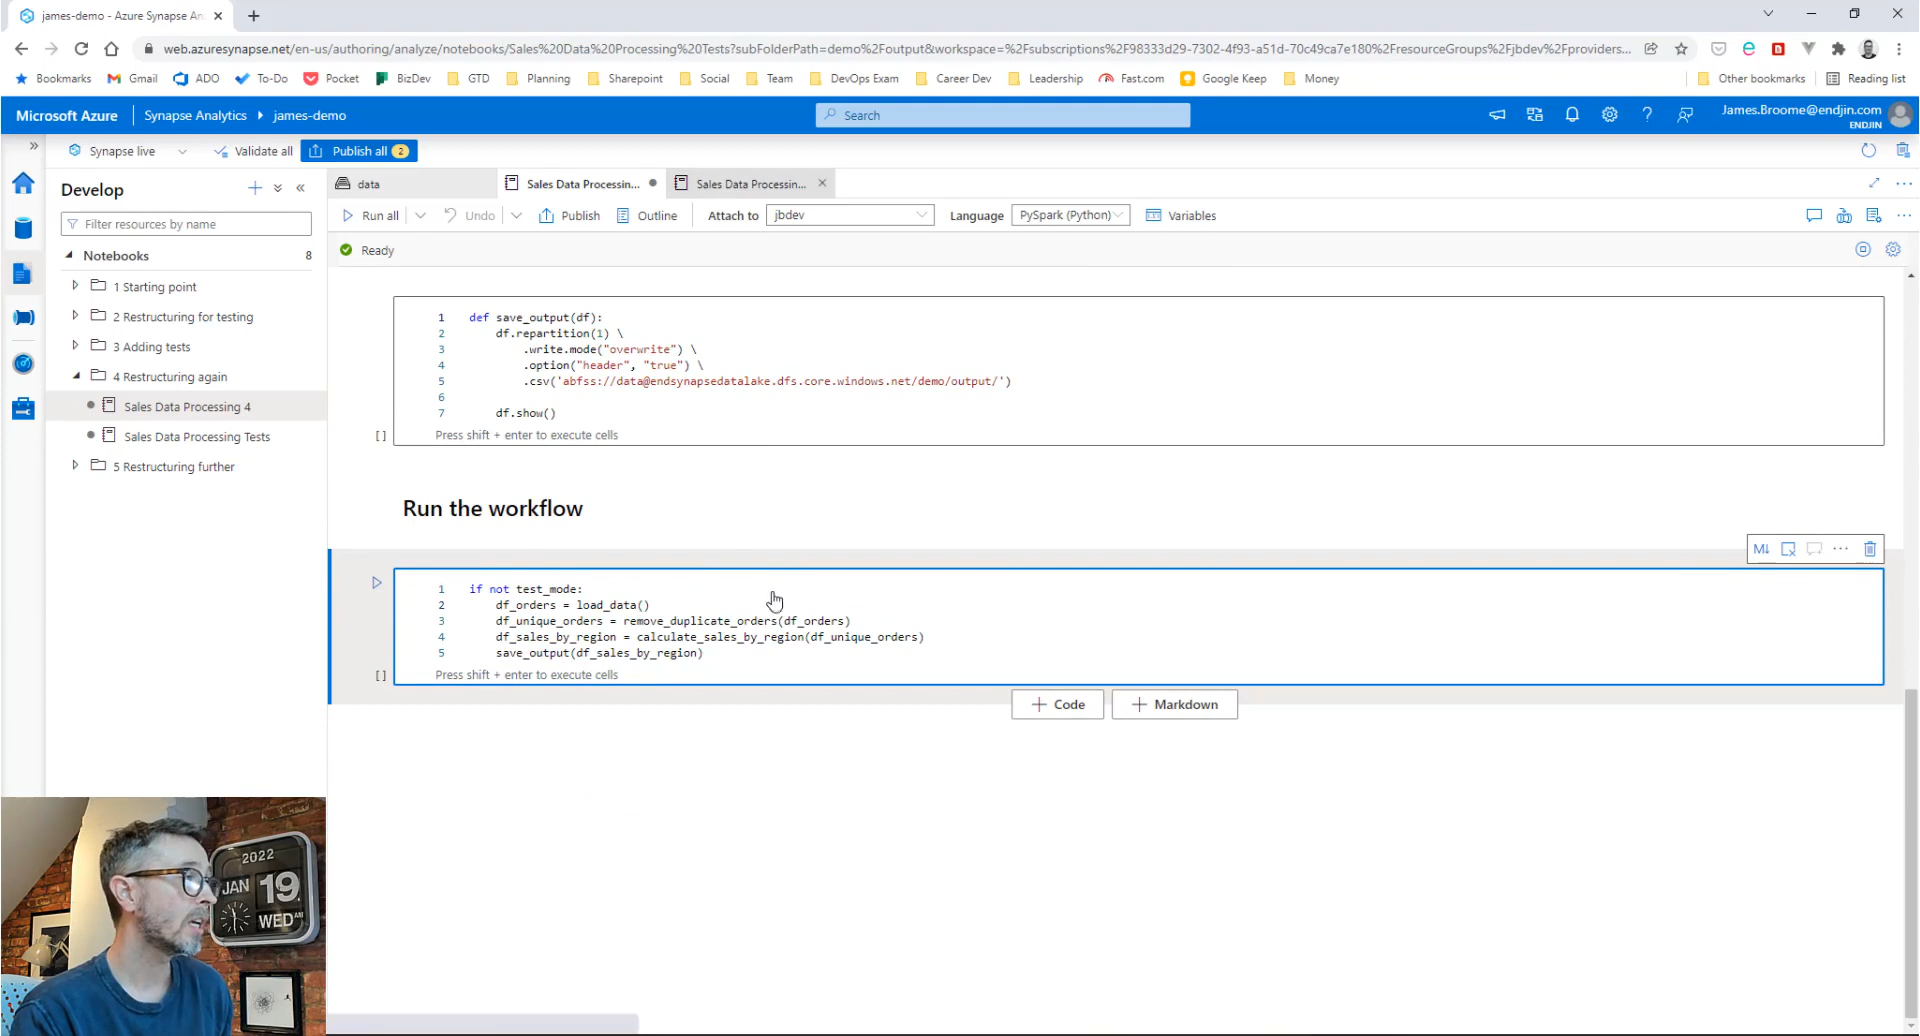 james-demo - Azure Synapse An
web.azuresynapse.net/en-us/authoring/analyze/notebooks/Sales%20Data%20Processing%20Tests?subFolderPath=demo%2Foutput&workspace=%2Fsubscriptions%2F98333d29-7302-4f93-a51d-70c49ca7e180%2FresourceGroups%2Fjbdev%2Fproviders...
Bookmarks Gmail ADO To-Do Pocket BizDev GTD Planning Sharepoint Social Team DevOps Exam Career Dev Leadership Fast.com Google Keep Money Other bookmarks Reading list
Microsoft Azure Synapse Analytics james-demo Search James.Broome@endjin.com
ENDJIN
Synapse live Validate all Publish all 2
Develop
data Sales Data Processin... Sales Data Processin...
Filter resources by name
Run all Undo Publish Outline Attach to jbdev Language PySpark (Python) Variables
Ready
Notebooks 8
1 Starting point
2 Restructuring for testing
3 Adding tests
4 Restructuring again
Sales Data Processing 4
Sales Data Processing Tests
5 Restructuring further
1 def save_output(df):
2 df.repartition(1) \
3 .write.mode("overwrite") \
4 .option("header", "true") \
5 .csv('abfss://data@endsynapsedatalake.dfs.core.windows.net/demo/output/')
6
7 df.show()
[ ] Press shift + enter to execute cells
Run the workflow
M↓ ...
1 if not test_mode:
2 df_orders = load_data()
3 df_unique_orders = remove_duplicate_orders(df_orders)
4 df_sales_by_region = calculate_sales_by_region(df_unique_orders)
5 save_output(df_sales_by_region)
[ ] Press shift + enter to execute cells
+ Code + Markdown
2022
JAN 19
WED